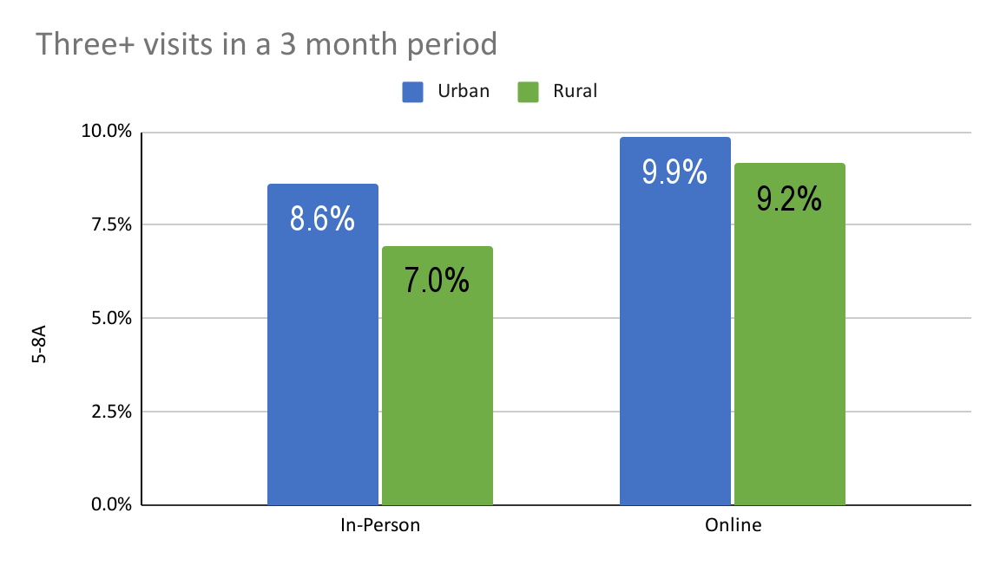 Three+ visits in a 3 month period
Urban Rural
10.0%
7.5%
5.0%
2.5%
0.0%
5-8A
8.6%
7.0%
9.9%
9.2%
In-Person Online